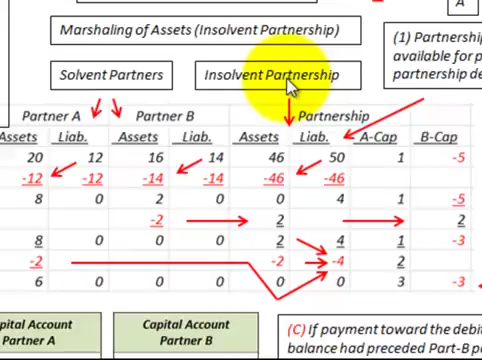 A
Marshaling of Assets (Insolvent Partnership)
(1) Partnership
available for p
partnership de
Solvent Partners
Insolvent Partnership
Partner A Partner B Partnership
Assets Liab. Assets Liab. Assets Liab. A-Cap B-Cap
20 12 16 14 46 50 1 -5
-12 -12 -14 -14 -46 -46
8 0 2 0 0 4 1 -5
-2 2 2
8 0 0 0 2 4 1 -3
-2 -2 -4 2
6 0 0 0 0 0 3 -3
pital Account
Partner A
Capital Account
Partner B
(C) If payment toward the debit
balance had preceded Part-B p